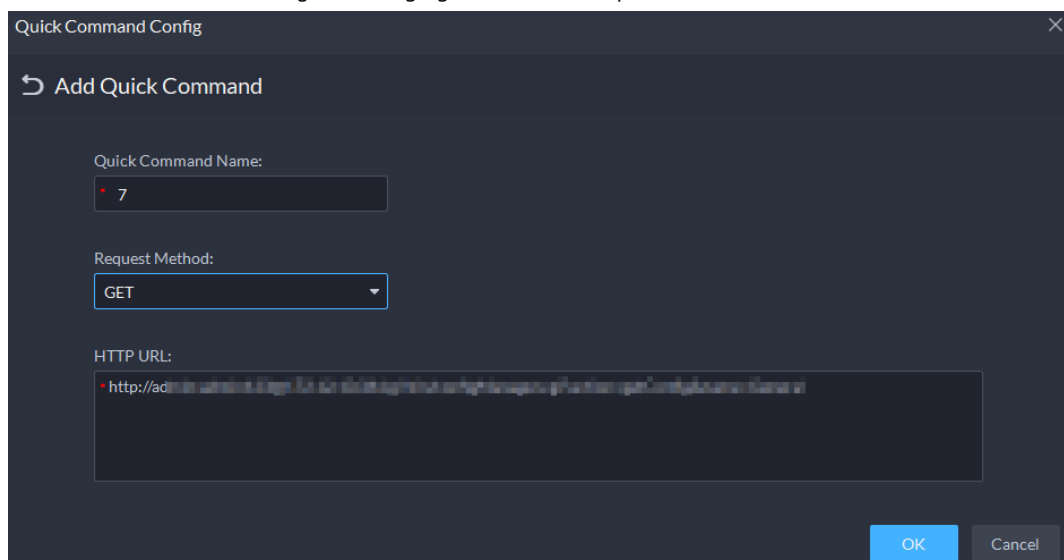 Quick Command Config
Add Quick Command
Quick Command Name:
* 7
Request Method:
GET
HTTP URL:
* http://ad
OK
Cancel